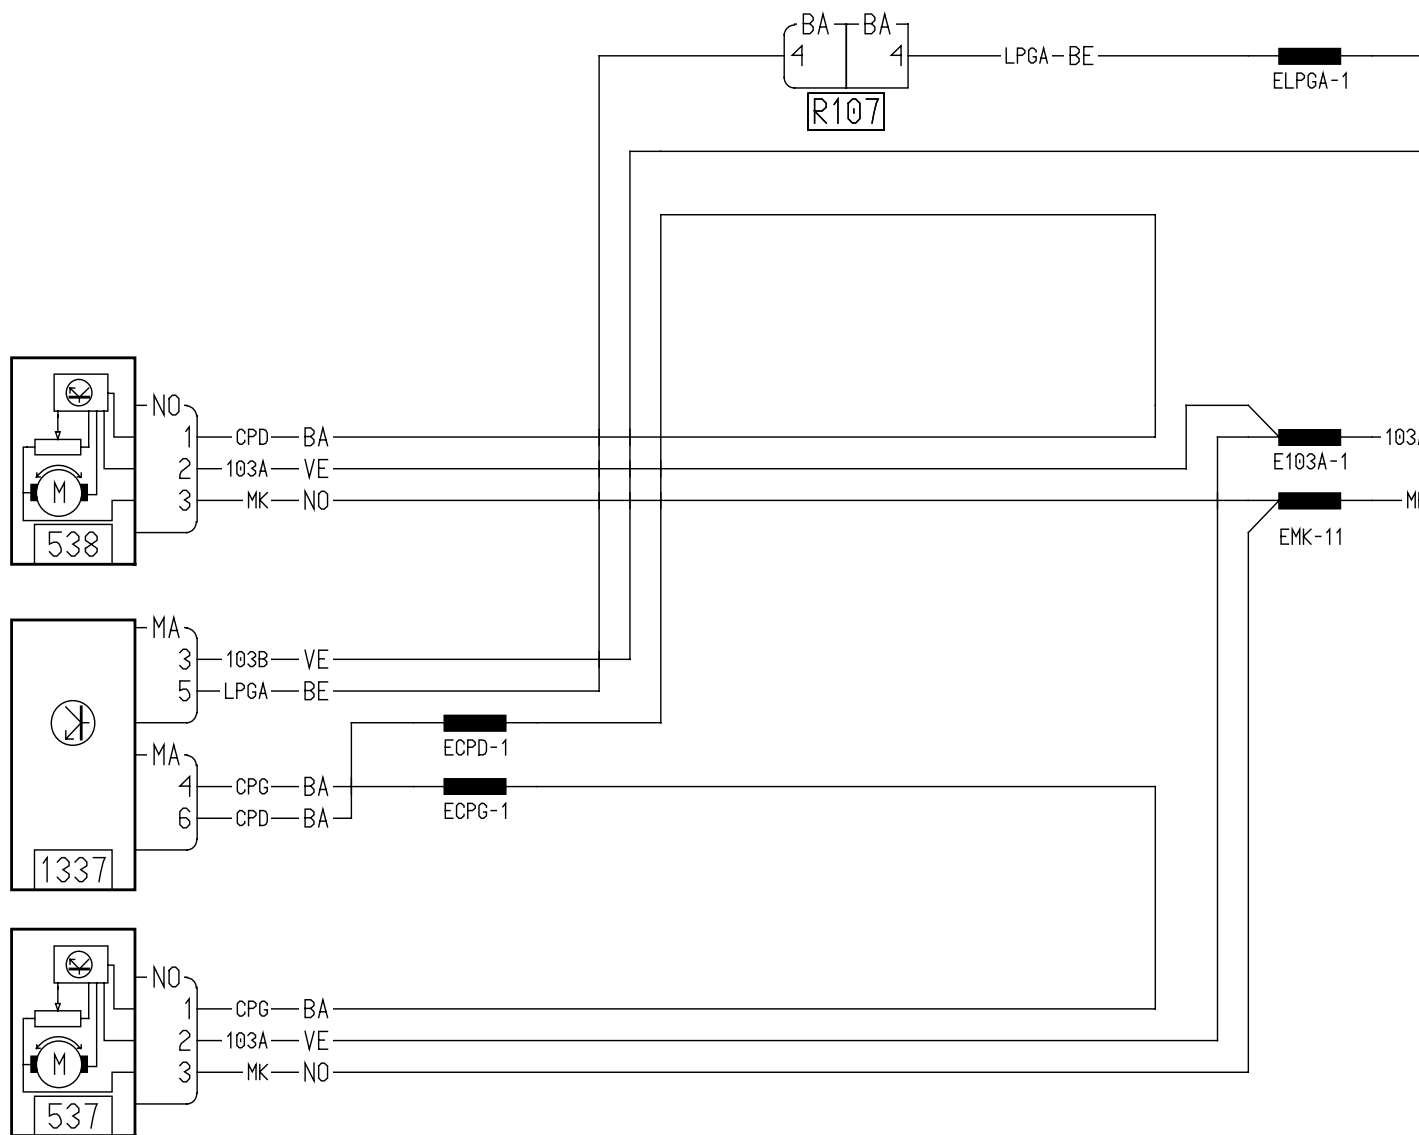 BA BA
4 4 LPGA BE
ELPGA-1
R107
NO
1 CPD BA
2 103A VE
3 MK NO
538
103A
E103A-1
EMK-11
MA
3 103B VE
5 LPGA BE
ECPD-1
MA
4 CPG BA
6 CPD BA
ECPG-1
1337
NO
1 CPG BA
2 103A VE
3 MK NO
M
M
537